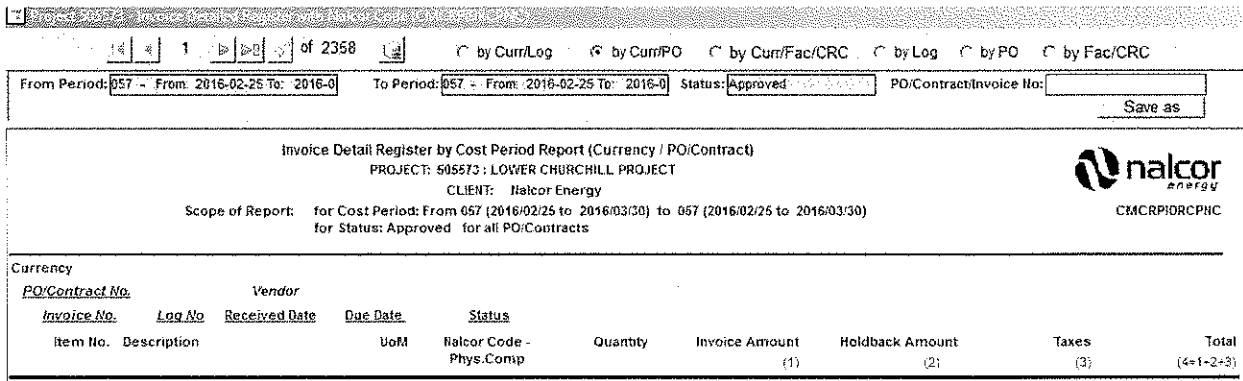 1 of 2358 by Curr/Log by Curr/PO by Curr/Fac/CRC by Log by PO by Fac/CRC
From Period: 057 - From: 2016-02-25 To: 2016-0 To Period: 057 - From: 2016-02-25 To: 2016-0 Status: Approved PO/Contract/Invoice No:
Save as
Invoice Detail Register by Cost Period Report (Currency / PO/Contract)
PROJECT: 505573 : LOWER CHURCHILL PROJECT
CLIENT: Nalcor Energy
nalcor
energy
Scope of Report: for Cost Period: From 057 (2016/02/25 to 2016/03/30) to 057 (2016/02/25 to 2016/03/30)
for Status: Approved for all PO/Contracts
CMCRPIDRCPNC
Currency
PO/Contract No. Vendor
Invoice No. Log No Received Date Due Date Status
Item No. Description UoM Nalcor Code - Quantity Invoice Amount Holdback Amount Taxes Total
Phys.Comp (1) (2) (3) (4=1-2+3)